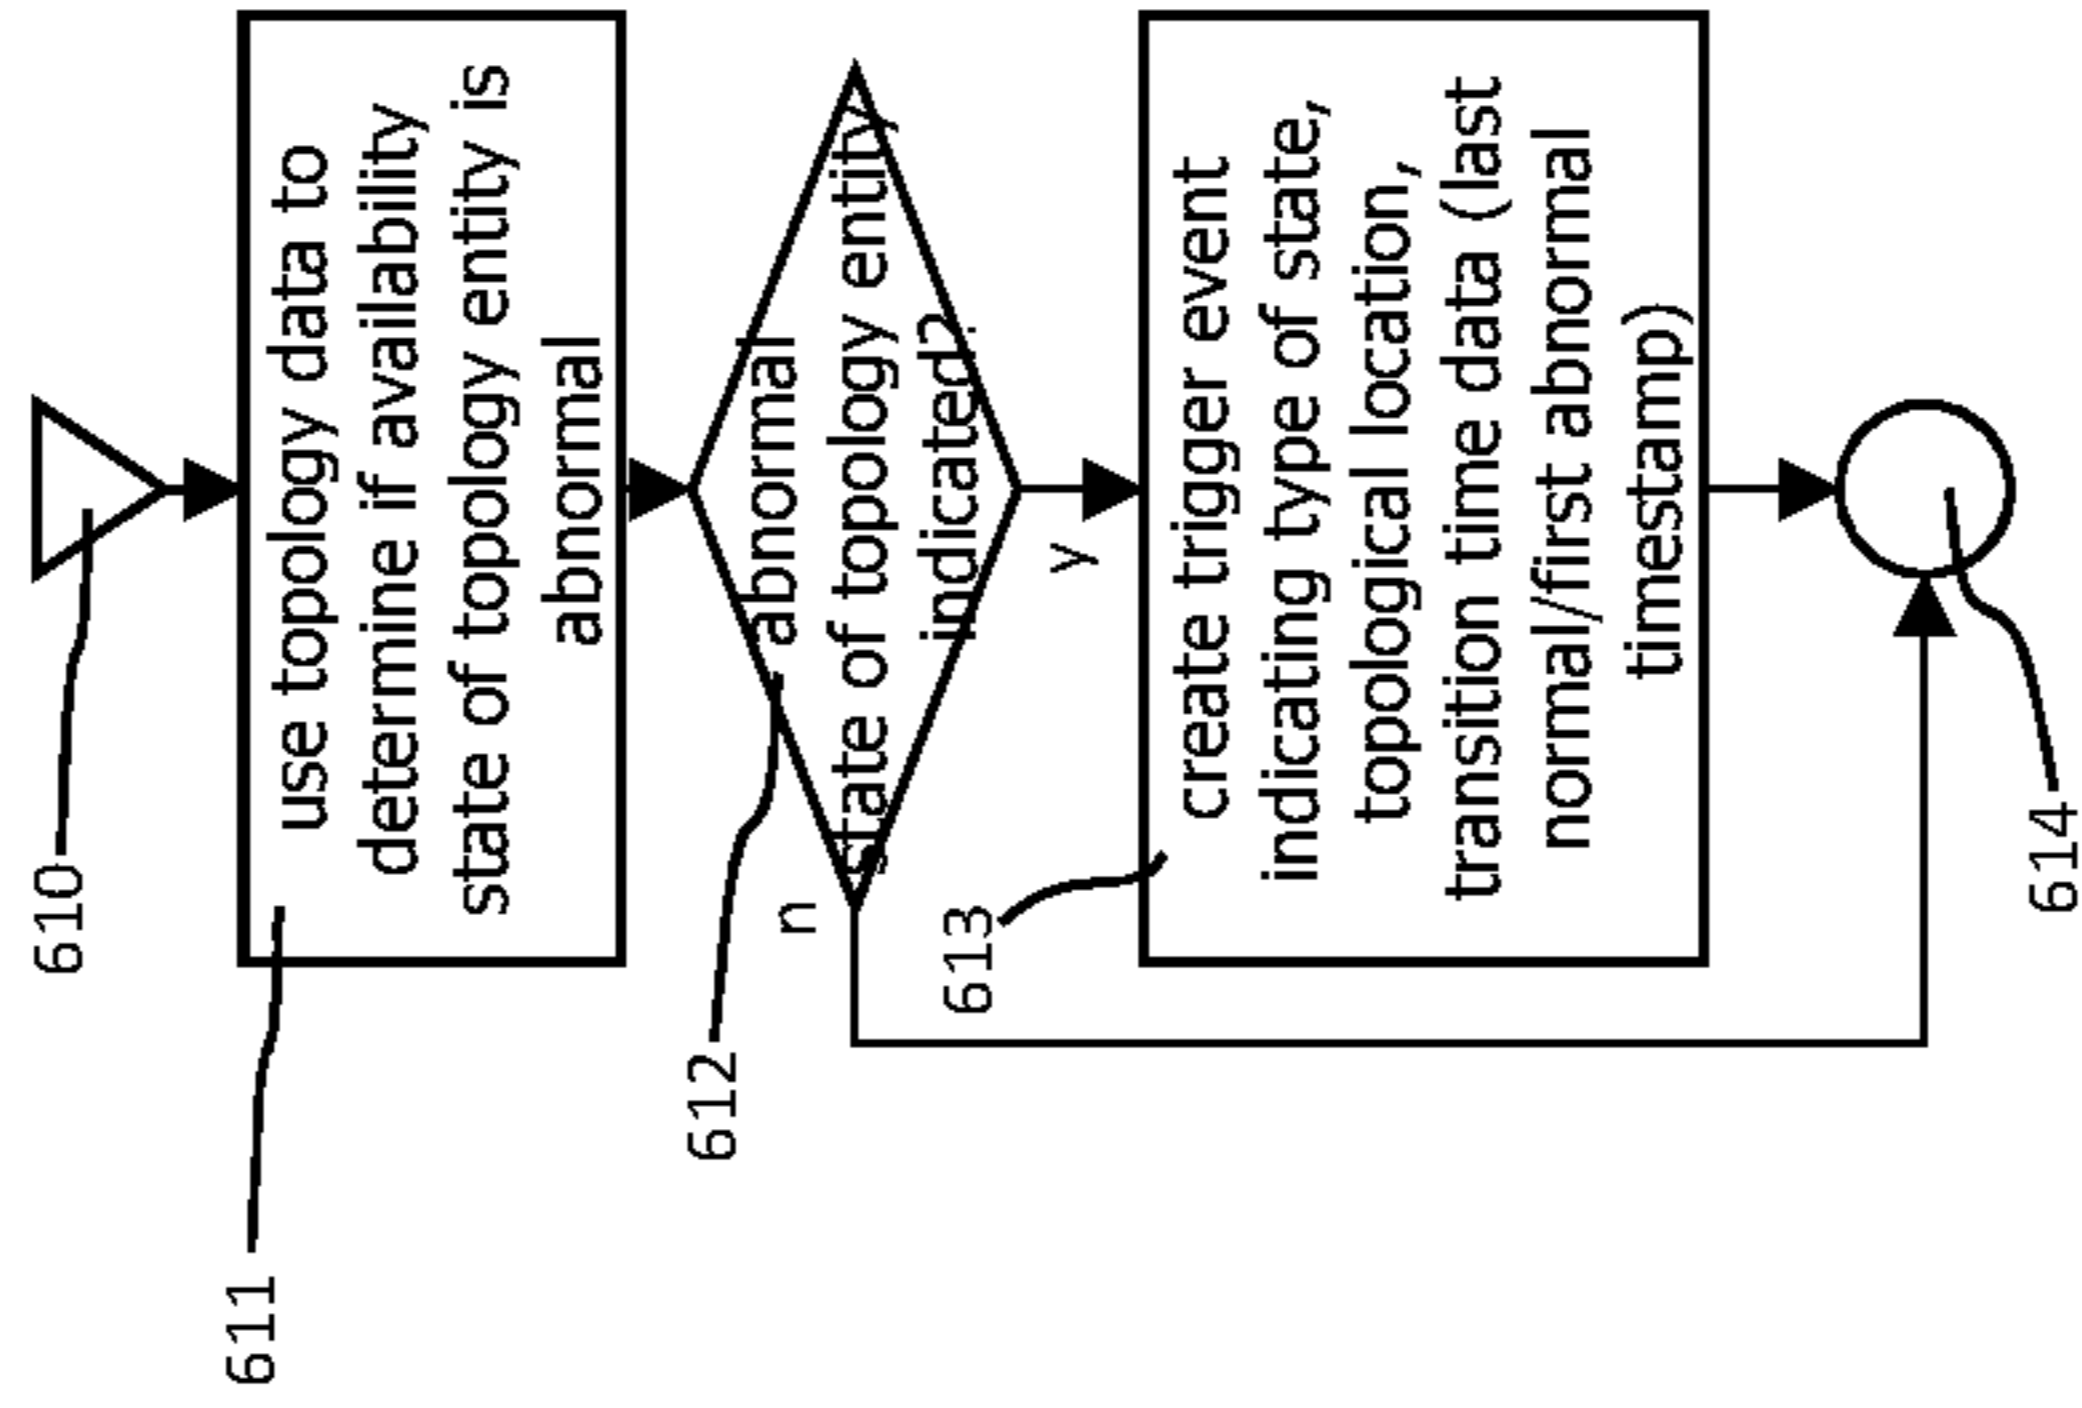 610
611
use topology data to
determine if availability
state of topology entity is
abnormal
612
abnormal
state of topology entity
indicated?
n
y
613
create trigger event
indicating type of state,
topological location,
transition time data (last
normal/first abnormal
timestamp)
614